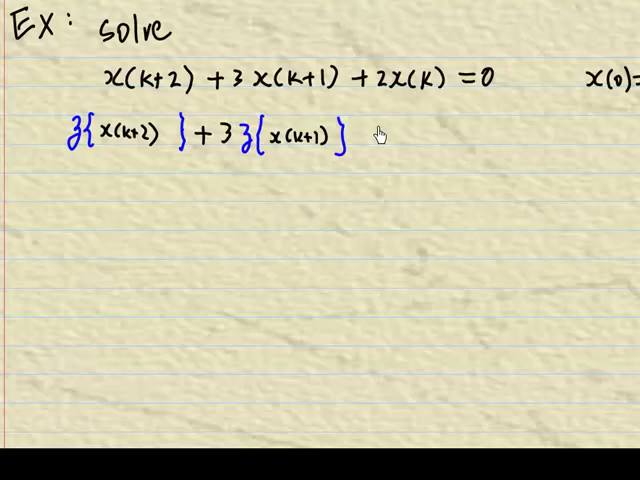 EX: solve
x(k+2) + 3x(k+1) + 2x(k) = 0 x(0)=
𝔷{x(k+2)} + 3𝔷{x(k+1)}